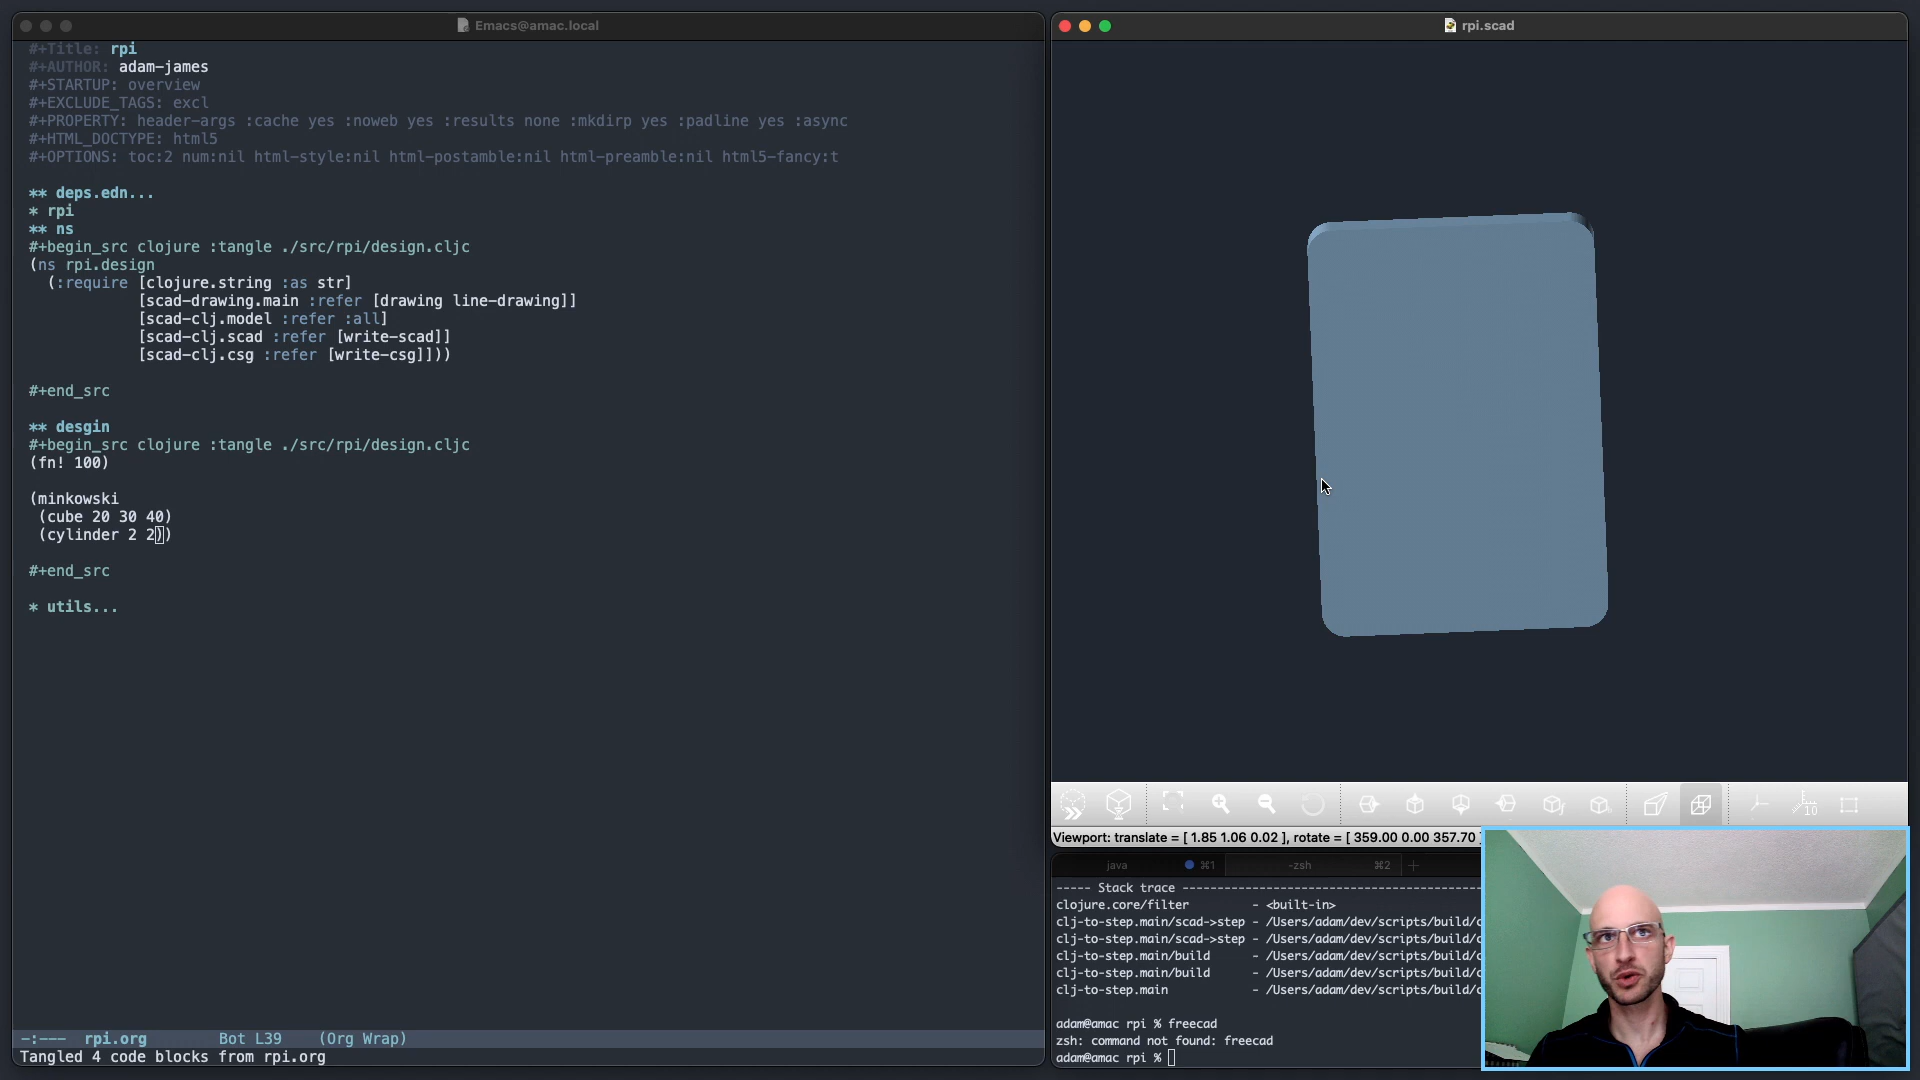 Emacs@amac.local
#+Title: rpi
#+AUTHOR: adam-james
#+STARTUP: overview
#+EXCLUDE_TAGS: excl
#+PROPERTY: header-args :cache yes :noweb yes :results none :mkdirp yes :padline yes :async
#+HTML_DOCTYPE: html5
#+OPTIONS: toc:2 num:nil html-style:nil html-postamble:nil html-preamble:nil html5-fancy:t
** deps.edn...
* rpi
** ns
#+begin_src clojure :tangle ./src/rpi/design.cljc
(ns rpi.design
(:require [clojure.string :as str]
[scad-drawing.main :refer [drawing line-drawing]]
[scad-clj.model :refer :all]
[scad-clj.scad :refer [write-scad]]
[scad-clj.csg :refer [write-csg]]))
#+end_src
** desgin
#+begin_src clojure :tangle ./src/rpi/design.cljc
(fn! 100)
(minkowski
(cube 20 30 40)
(cylinder 2 2))
#+end_src
* utils...
-:--- rpi.org Bot L39 (Org Wrap)
Tangled 4 code blocks from rpi.org
rpi.scad
10
Viewport: translate = [ 1.85 1.06 0.02 ], rotate = [ 359.00 0.00 357.70
java ⌘1 -zsh ⌘2 +
----- Stack trace -----------------------------------
clojure.core/filter - <built-in>
clj-to-step.main/scad->step - /Users/adam/dev/scripts/build/c
clj-to-step.main/scad->step - /Users/adam/dev/scripts/build/c
clj-to-step.main/build - /Users/adam/dev/scripts/build/c
clj-to-step.main/build - /Users/adam/dev/scripts/build/c
clj-to-step.main - /Users/adam/dev/scripts/build/c
adam@amac rpi % freecad
zsh: command not found: freecad
adam@amac rpi %